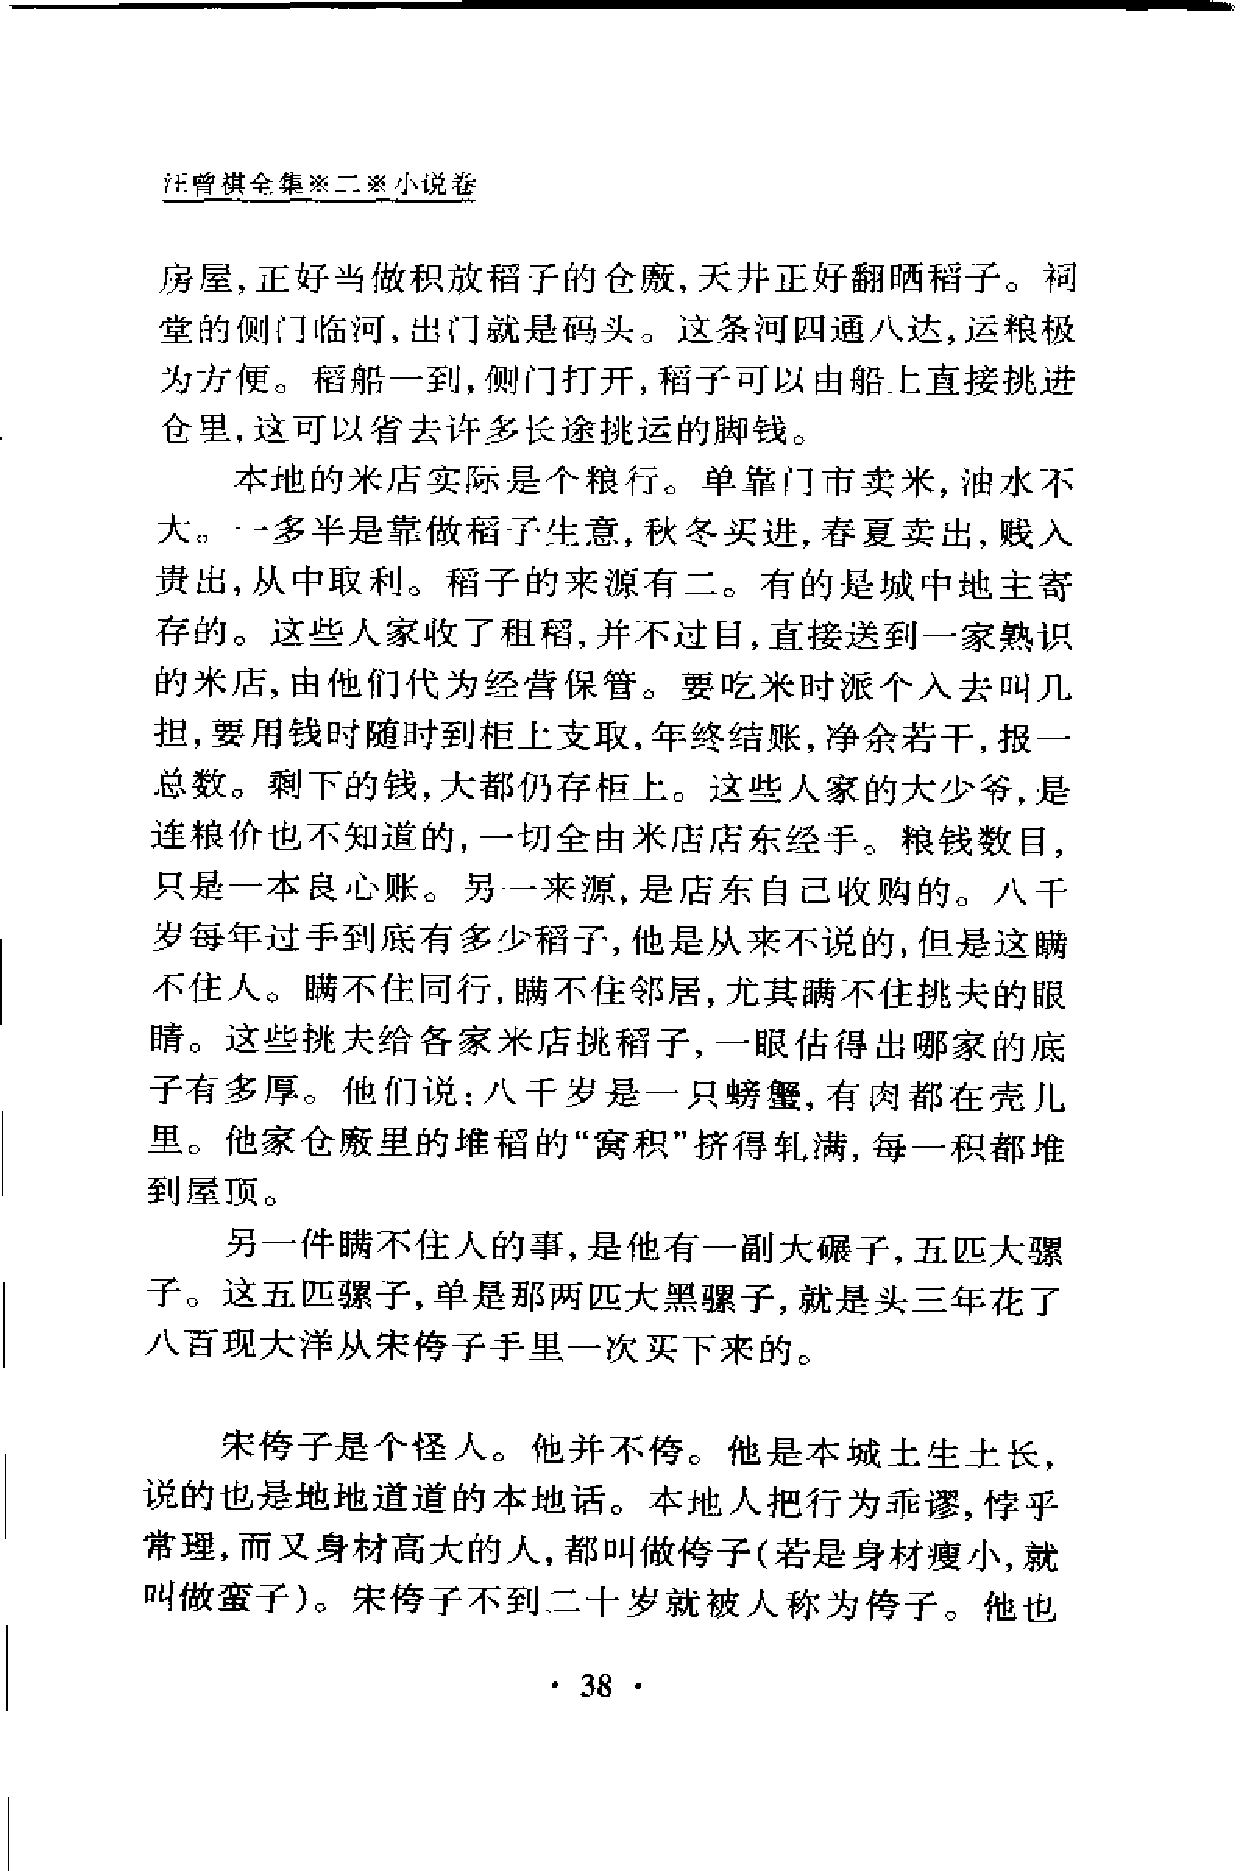 汪曾祺全集※二※小说卷
房屋,正好当做积放稻子的仓廒,天井正好翻晒稻子。祠
堂的侧门临河,出门就是码头。这条河四通八达,运粮极
为方便。稻船一到,侧门打开,稻子可以由船上直接挑进
仓里,这可以省去许多长途挑运的脚钱。
本地的米店实际是个粮行。单靠门市卖米,油水不
大。一多半是靠做稻子生意,秋冬买进,春夏卖出,贱入
贵出,从中取利。稻子的来源有二。有的是城中地主寄
存的。这些人家收了租稻,并不过目,直接送到一家熟识
的米店,由他们代为经营保管。要吃米时派个人去叫几
担,要用钱时随时到柜上支取,年终结账,净余若干,报一
总数。剩下的钱,大都仍存柜上。这些人家的大少爷,是
连粮价也不知道的,一切全由米店店东经手。粮钱数目,
只是一本良心账。另一来源,是店东自己收购的。八千
岁每年过手到底有多少稻子,他是从来不说的,但是这瞒
不住人。瞒不住同行,瞒不住邻居,尤其瞒不住挑夫的眼
睛。这些挑夫给各家米店挑稻子,一眼估得出哪家的底
子有多厚。他们说:八千岁是一只螃蟹,有肉都在壳儿
里。他家仓廒里的堆稻的“窝积”挤得轧满,每一积都堆
到屋顶。
另一件瞒不住人的事,是他有一副大碾子,五匹大骡
子。这五匹骡子,单是那两匹大黑骡子,就是头三年花了
八百现大洋从宋侉子手里一次买下来的。
宋侉子是个怪人。他并不侉。他是本城土生土长,
说的也是地地道道的本地话。本地人把行为乖谬,悖乎
常理,而又身材高大的人,都叫做侉子(若是身材瘦小,就
叫做蛮子)。宋侉子不到二十岁就被人称为侉子。他也
· 38 ·